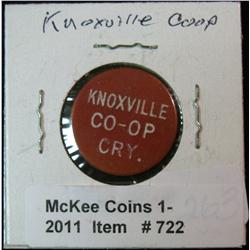 Knoxville Coop
KNOXVILLE
CO-OP
CRY.
McKee Coins 1-
2011 Item # 722